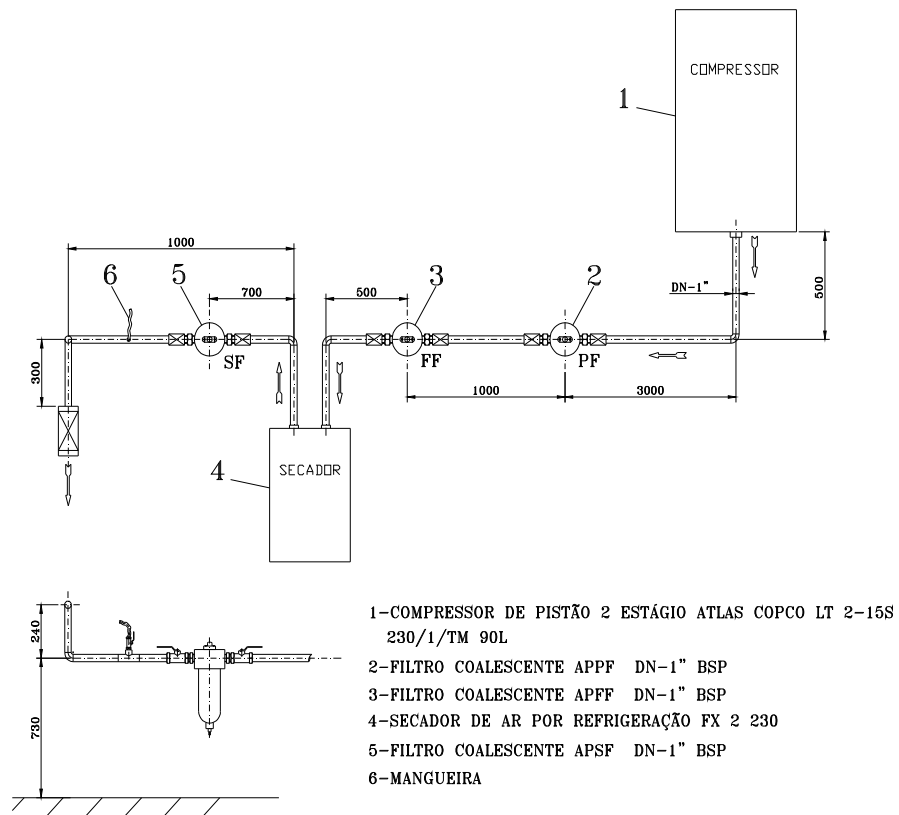 COMPRESSOR
1
1000
6
5
3
2
700
500
DN-1"
500
SF
FF
PF
300
1000
3000
4
SECADOR
240
730
1-COMPRESSOR DE PISTÃO 2 ESTÁGIO ATLAS COPCO LT 2-15S
230/1/TM 90L
2-FILTRO COALESCENTE APPF DN-1" BSP
3-FILTRO COALESCENTE APFF DN-1" BSP
4-SECADOR DE AR POR REFRIGERAÇÃO FX 2 230
5-FILTRO COALESCENTE APSF DN-1" BSP
6-MANGUEIRA